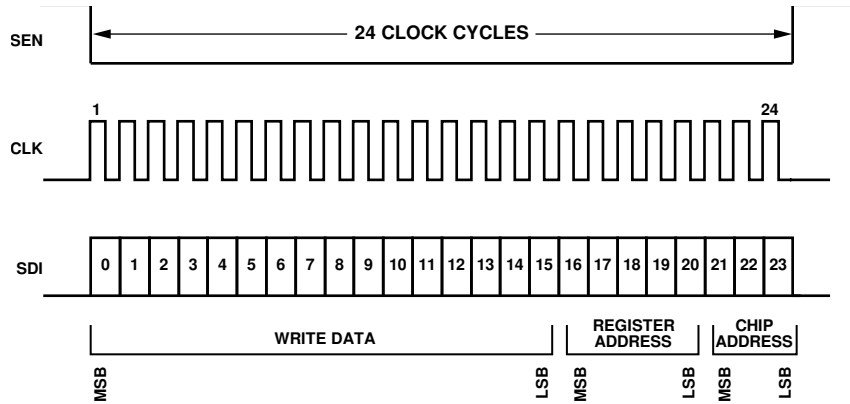 24 CLOCK CYCLES
SEN
1 24
CLK
SDI 0 1 2 3 4 5 6 7 8 9 10 11 12 13 14 15 16 17 18 19 20 21 22 23
WRITE DATA
REGISTER
ADDRESS
CHIP
ADDRESS
MSB
LSB
MSB
LSB
MSB
LSB